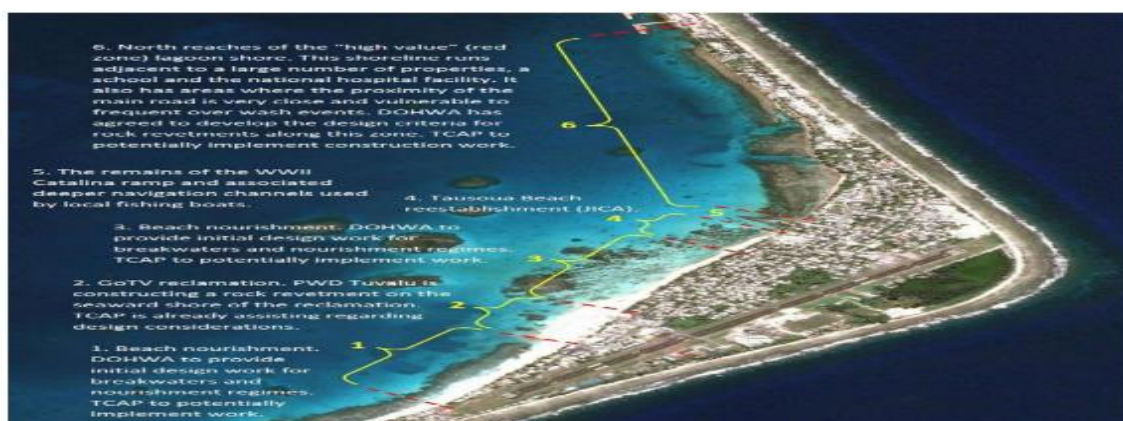 6. North reaches of the "high value" (red
zone) lagoon shore. This shoreline runs
adjacent to a large number of properties, a
school and the national hospital facility. It
also has areas where the proximity of the
main road is very close and vulnerable to
frequent over wash events. DOHWA has
agreed to develop the design criteria for
rock revetments along this zone. TCAP to
potentially implement construction work.
6
5. The remains of the WWII
Catalina ramp and associated
deeper navigation channels used
by local fishing boats.
4. Tausoua Beach
reestablishment (JICA).
5
4
3. Beach nourishment. DOHWA to
provide initial design work for
breakwaters and nourishment regimes.
TCAP to potentially implement work.
3
2. GoTV reclamation. PWD Tuvalu is
constructing a rock revetment on the
seaward shore of the reclamation.
TCAP is already assisting regarding
design considerations.
2
1. Beach nourishment.
DOHWA to provide
initial design work for
breakwaters and
nourishment regimes.
TCAP to potentially
implement work.
1